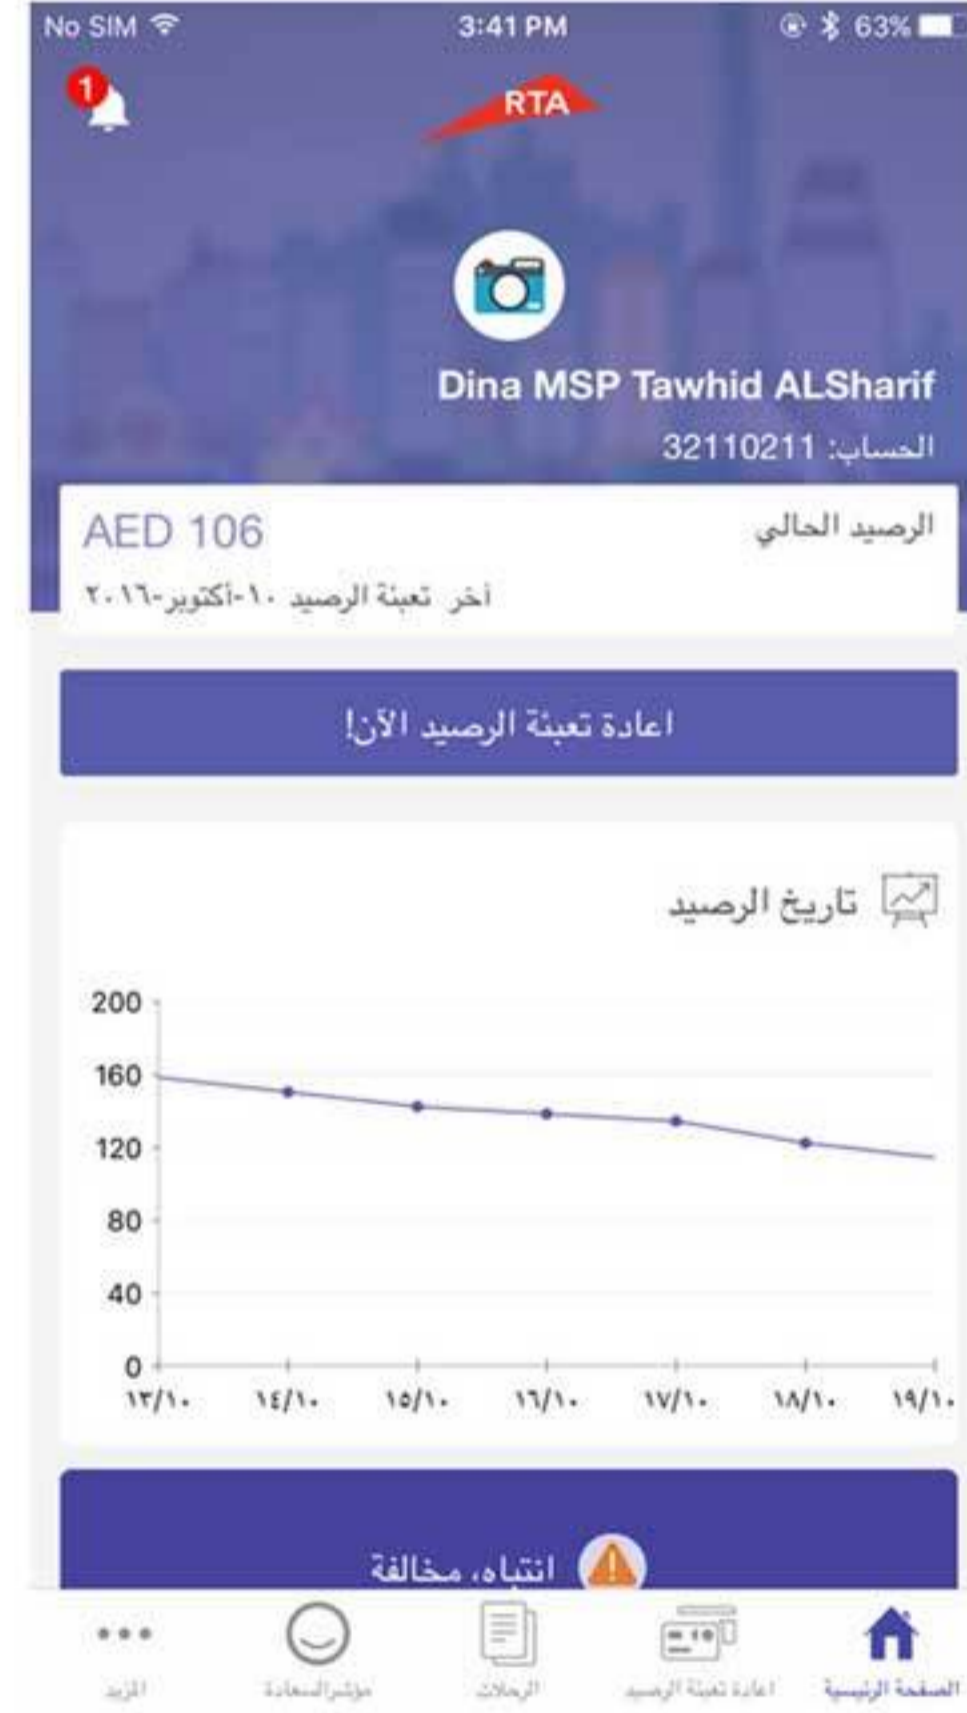 No SIM 3:41 PM 63%
1
RTA
Dina MSP Tawhid ALSharif
الحساب: 32110211
الرصيد الحالي AED 106
أخر تعبئة الرصيد ١٠-أكتوبر-٢٠١٦
اعادة تعبئة الرصيد الآن!
تاريخ الرصيد
200
160
120
80
40
0
١٣/١٠ ١٤/١٠ ١٥/١٠ ١٦/١٠ ١٧/١٠ ١٨/١٠ ١٩/١٠
انتباه، مخالفة
الصفحة الرئيسية اعادة تعبئة الرصيد الرحلات مؤشر السعادة المزيد